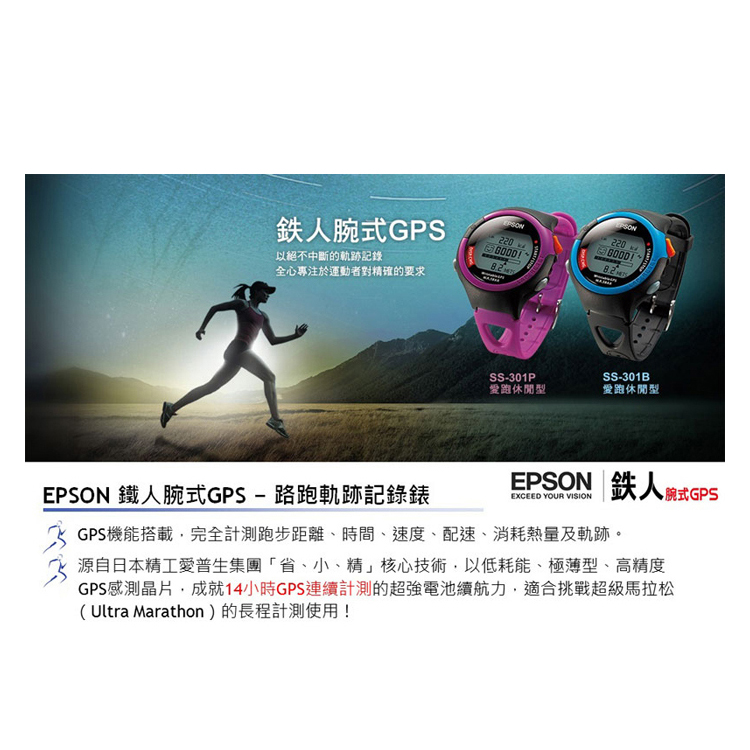 鉄人腕式GPS
以絕不中斷的軌跡記錄
全心專注於運動者對精確的要求
EPSON
220 kcal
EPSON
220 kcal
SS-301P
愛跑休閒型
SS-301B
愛跑休閒型
EPSON 鐵人腕式GPS – 路跑軌跡記錄錶
EPSON
EXCEED YOUR VISION
鉄人腕式GPS
GPS機能搭載，完全計測跑步距離、時間、速度、配速、消耗熱量及軌跡。
源自日本精工愛普生集團「省、小、精」核心技術，以低耗能、極薄型、高精度
GPS感測晶片，成就14小時GPS連續計測的超強電池續航力，適合挑戰超級馬拉松
（Ultra Marathon）的長程計測使用！